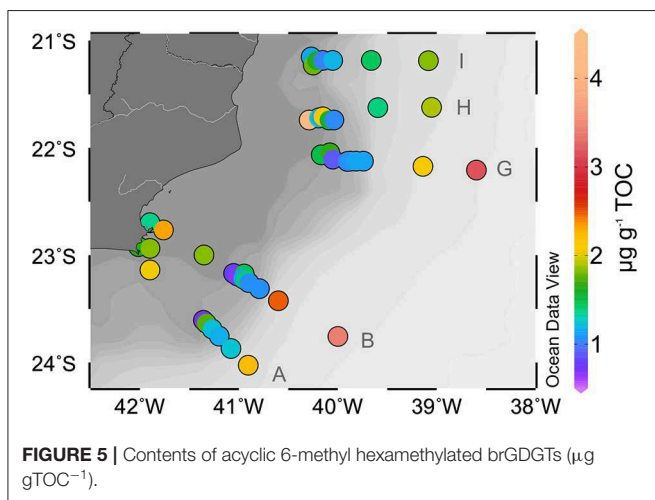 21°S
22°S
23°S
24°S
I
H
G
B
A
42°W 41°W 40°W 39°W 38°W
Ocean Data View
4
3
2
1
µg g⁻¹ TOC
FIGURE 5 | Contents of acyclic 6-methyl hexamethylated brGDGTs (µg
gTOC⁻¹).